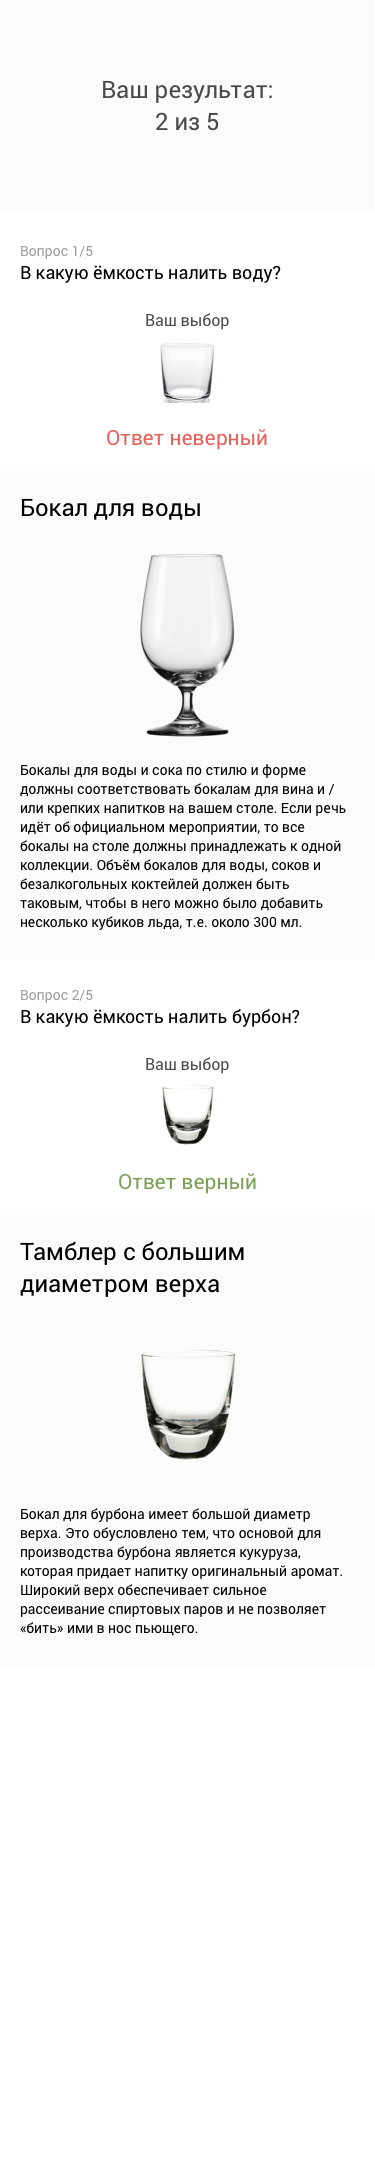 Ваш результат:
2 из 5
Вопрос 1/5
В какую ёмкость налить воду?
Ваш выбор
Ответ неверный
Бокал для воды
Бокалы для воды и сока по стилю и форме
должны соответствовать бокалам для вина и /
или крепких напитков на вашем столе. Если речь
идёт об официальном мероприятии, то все
бокалы на столе должны принадлежать к одной
коллекции. Объём бокалов для воды, соков и
безалкогольных коктейлей должен быть
таковым, чтобы в него можно было добавить
несколько кубиков льда, т.е. около 300 мл.
Вопрос 2/5
В какую ёмкость налить бурбон?
Ваш выбор
Ответ верный
Тамблер с большим
диаметром верха
Бокал для бурбона имеет большой диаметр
верха. Это обусловлено тем, что основой для
производства бурбона является кукуруза,
которая придает напитку оригинальный аромат.
Широкий верх обеспечивает сильное
рассеивание спиртовых паров и не позволяет
«бить» ими в нос пьющего.